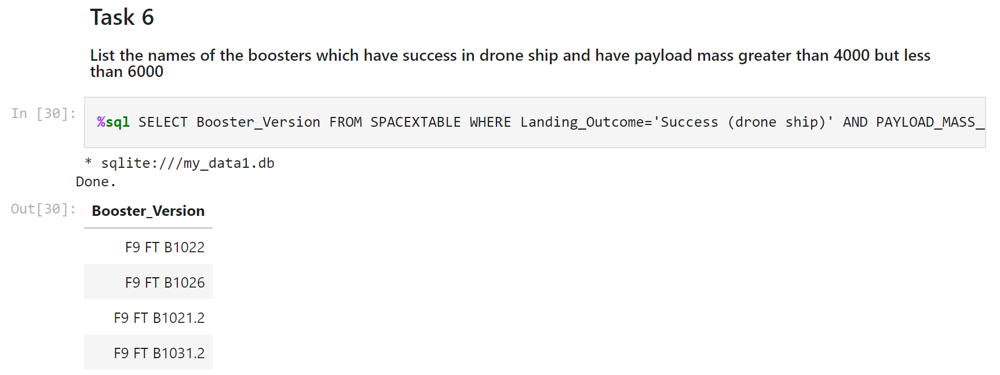 Task 6
List the names of the boosters which have success in drone ship and have payload mass greater than 4000 but less
than 6000
In [30]:
%sql SELECT Booster_Version FROM SPACEXTABLE WHERE Landing_Outcome='Success (drone ship)' AND PAYLOAD_MASS_
* sqlite:///my_data1.db
Done.
Out[30]:
Booster_Version
F9 FT B1022
F9 FT B1026
F9 FT B1021.2
F9 FT B1031.2